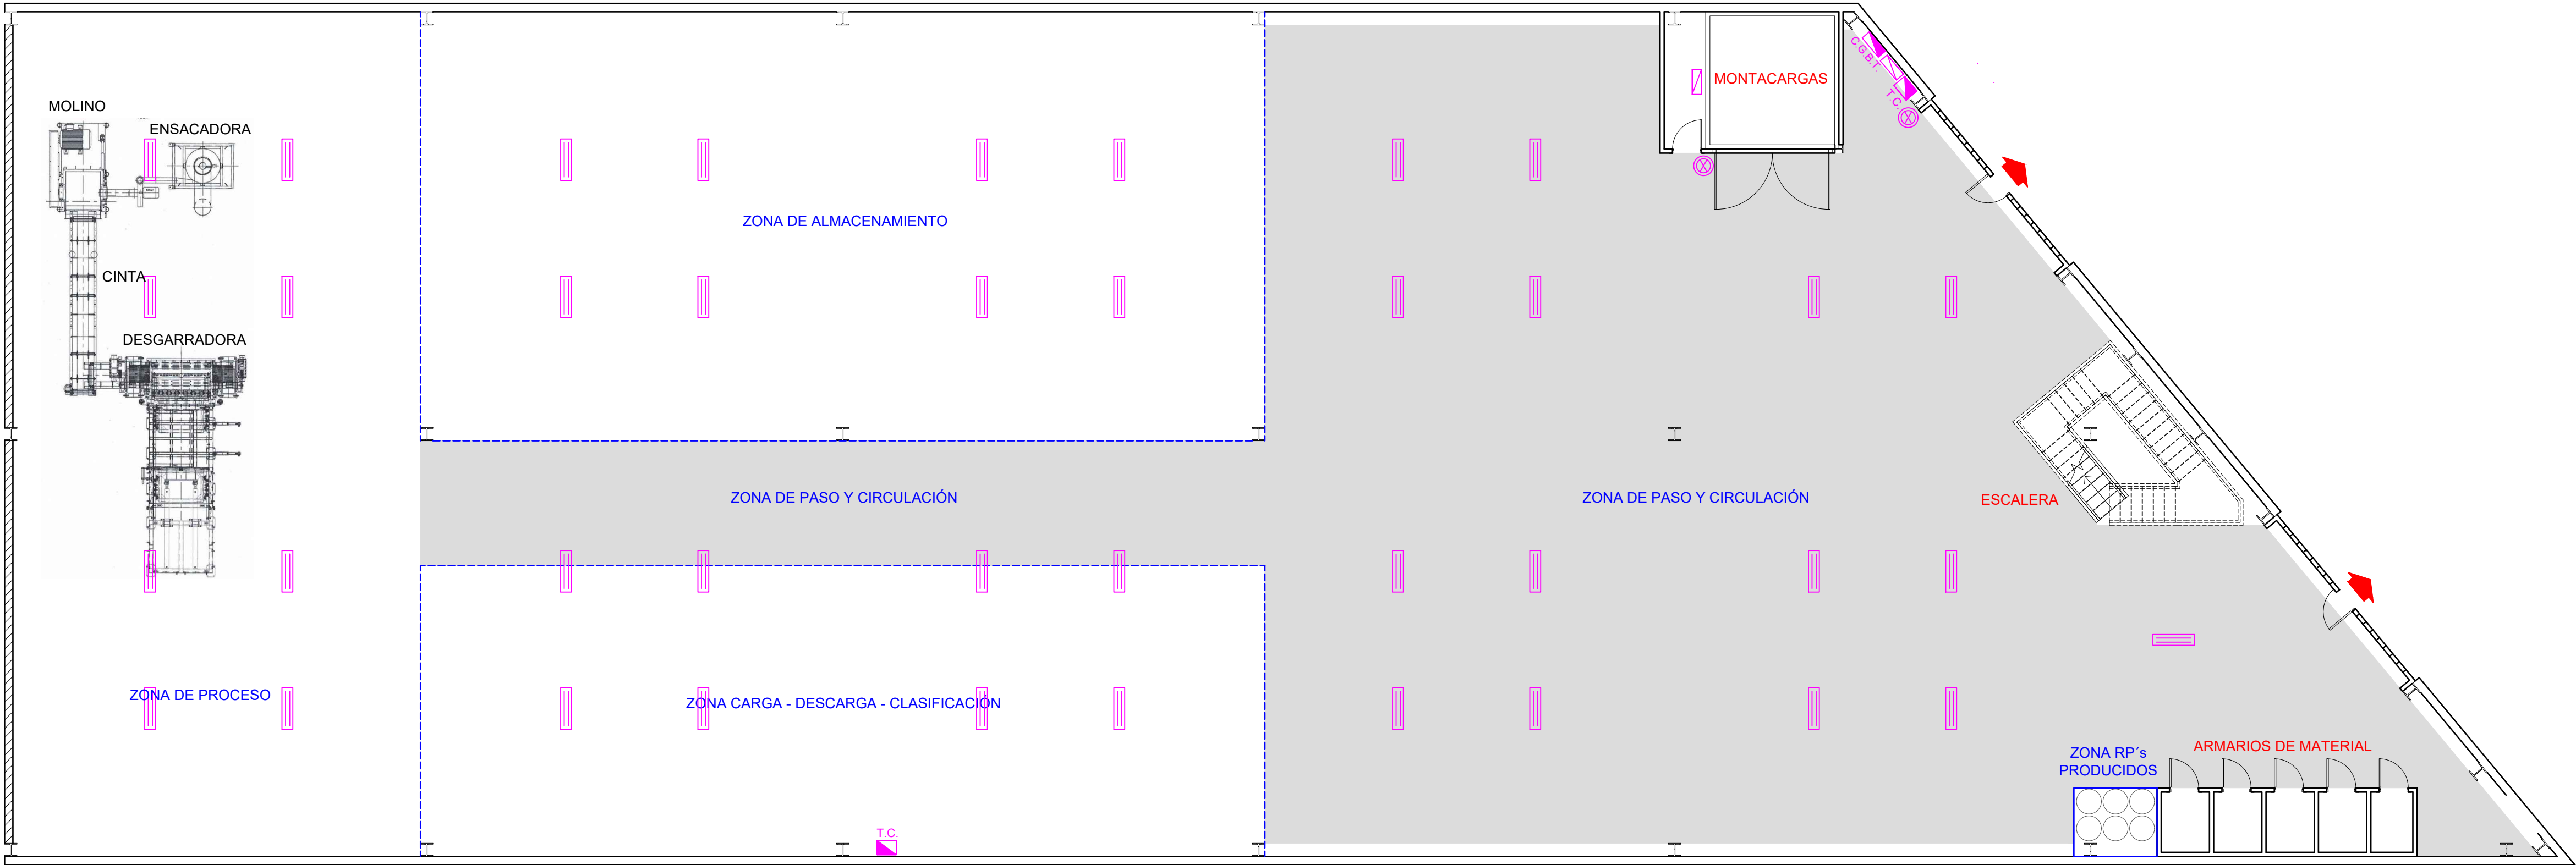 MOLINO
ENSACADORA
CINTA
DESGARRADORA
ZONA DE PROCESO
ZONA DE ALMACENAMIENTO
ZONA DE PASO Y CIRCULACIÓN
ZONA CARGA - DESCARGA - CLASIFICACIÓN
T.C.
MONTACARGAS
C.G.B.T.
T.C.
ZONA DE PASO Y CIRCULACIÓN
ESCALERA
ZONA RP´s
PRODUCIDOS
ARMARIOS DE MATERIAL